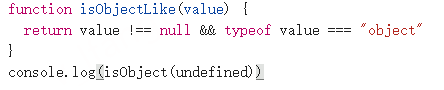 function isObjectLike(value) {
  return value !== null && typeof value === "object"
}
console.log(isObject(undefined))